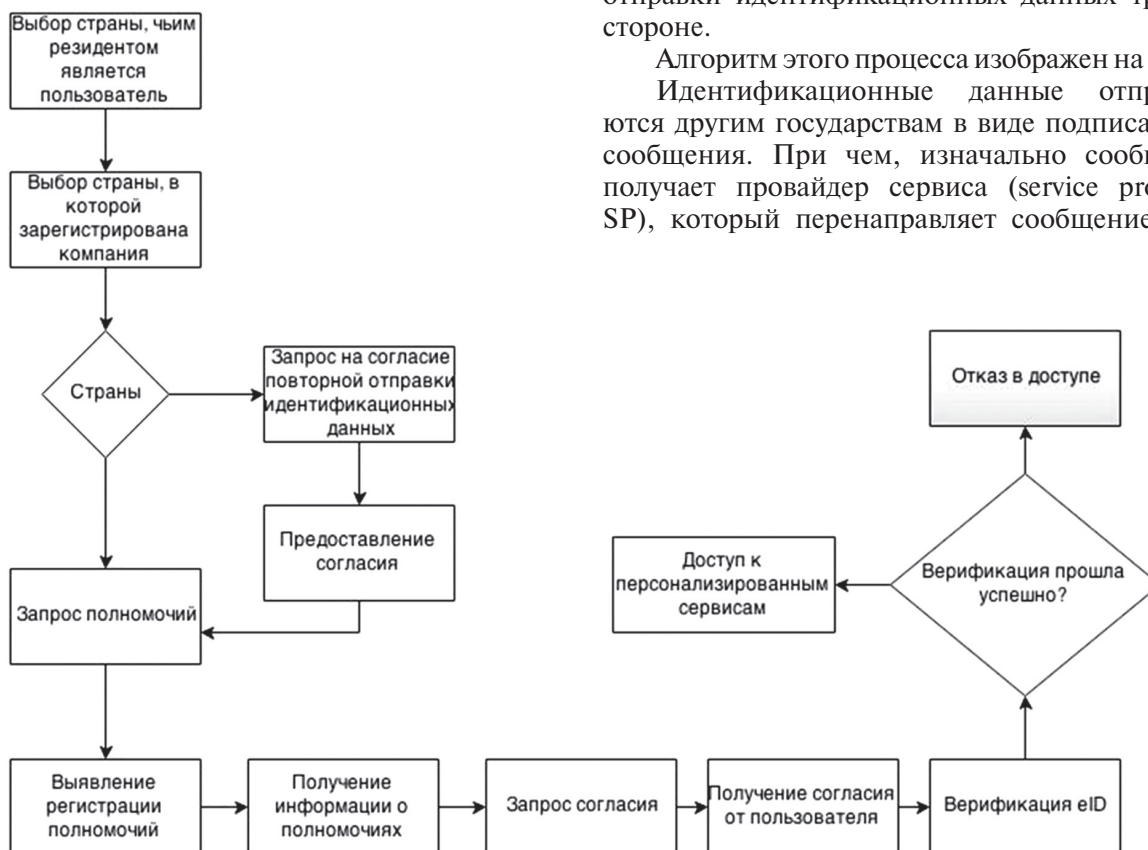 стороне.
Алгоритм этого процесса изображен на
Идентификационные данные
ются другим государствам в виде
сообщения. При чем, изначально
получает провайдер сервиса (service
SP), который перенаправляет сообщение
Выбор страны, чьим
резидентом
является
пользователь
Выбор страны, в
которой
зарегистрирована
компания
Страны
Запрос на согласие
повторной отправки
идентификационных
данных
Предоставление
согласия
Запрос полномочий
Выявление
регистрации
полномочий
Получение
информации о
полномочиях
Запрос согласия
Получение согласия
от пользователя
Верификация eID
Верификация прошла
успешно?
Доступ к
персонализированным
сервисам
Отказ в доступе